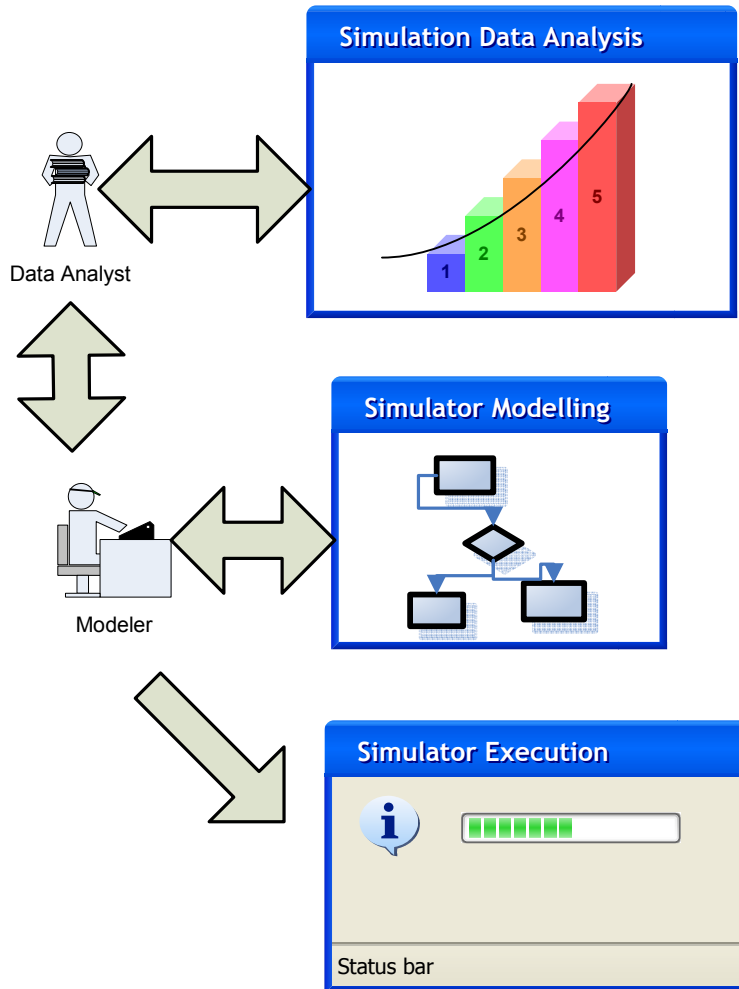 Simulation Data Analysis
1
2
3
4
5
Data Analyst
Simulator Modelling
Modeler
Simulator Execution
i
Status bar